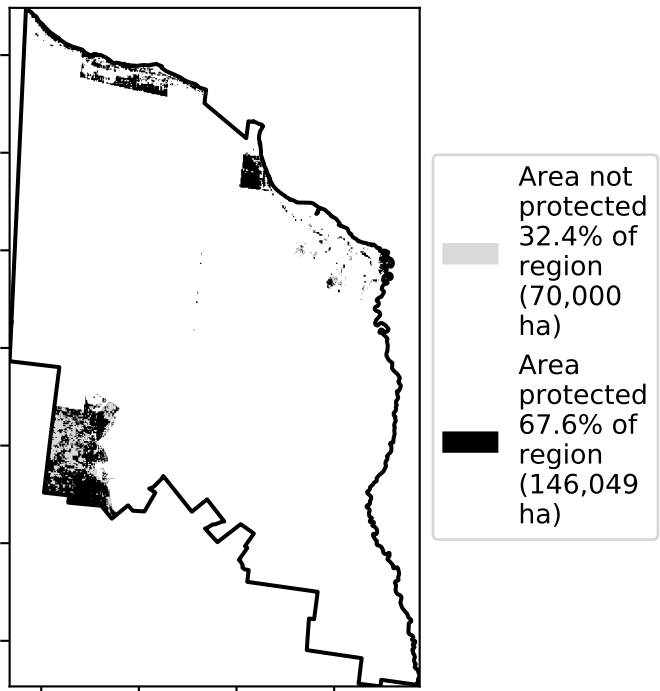 Area not
protected
32.4% of
region
(70,000
ha)
Area
protected
67.6% of
region
(146,049
ha)